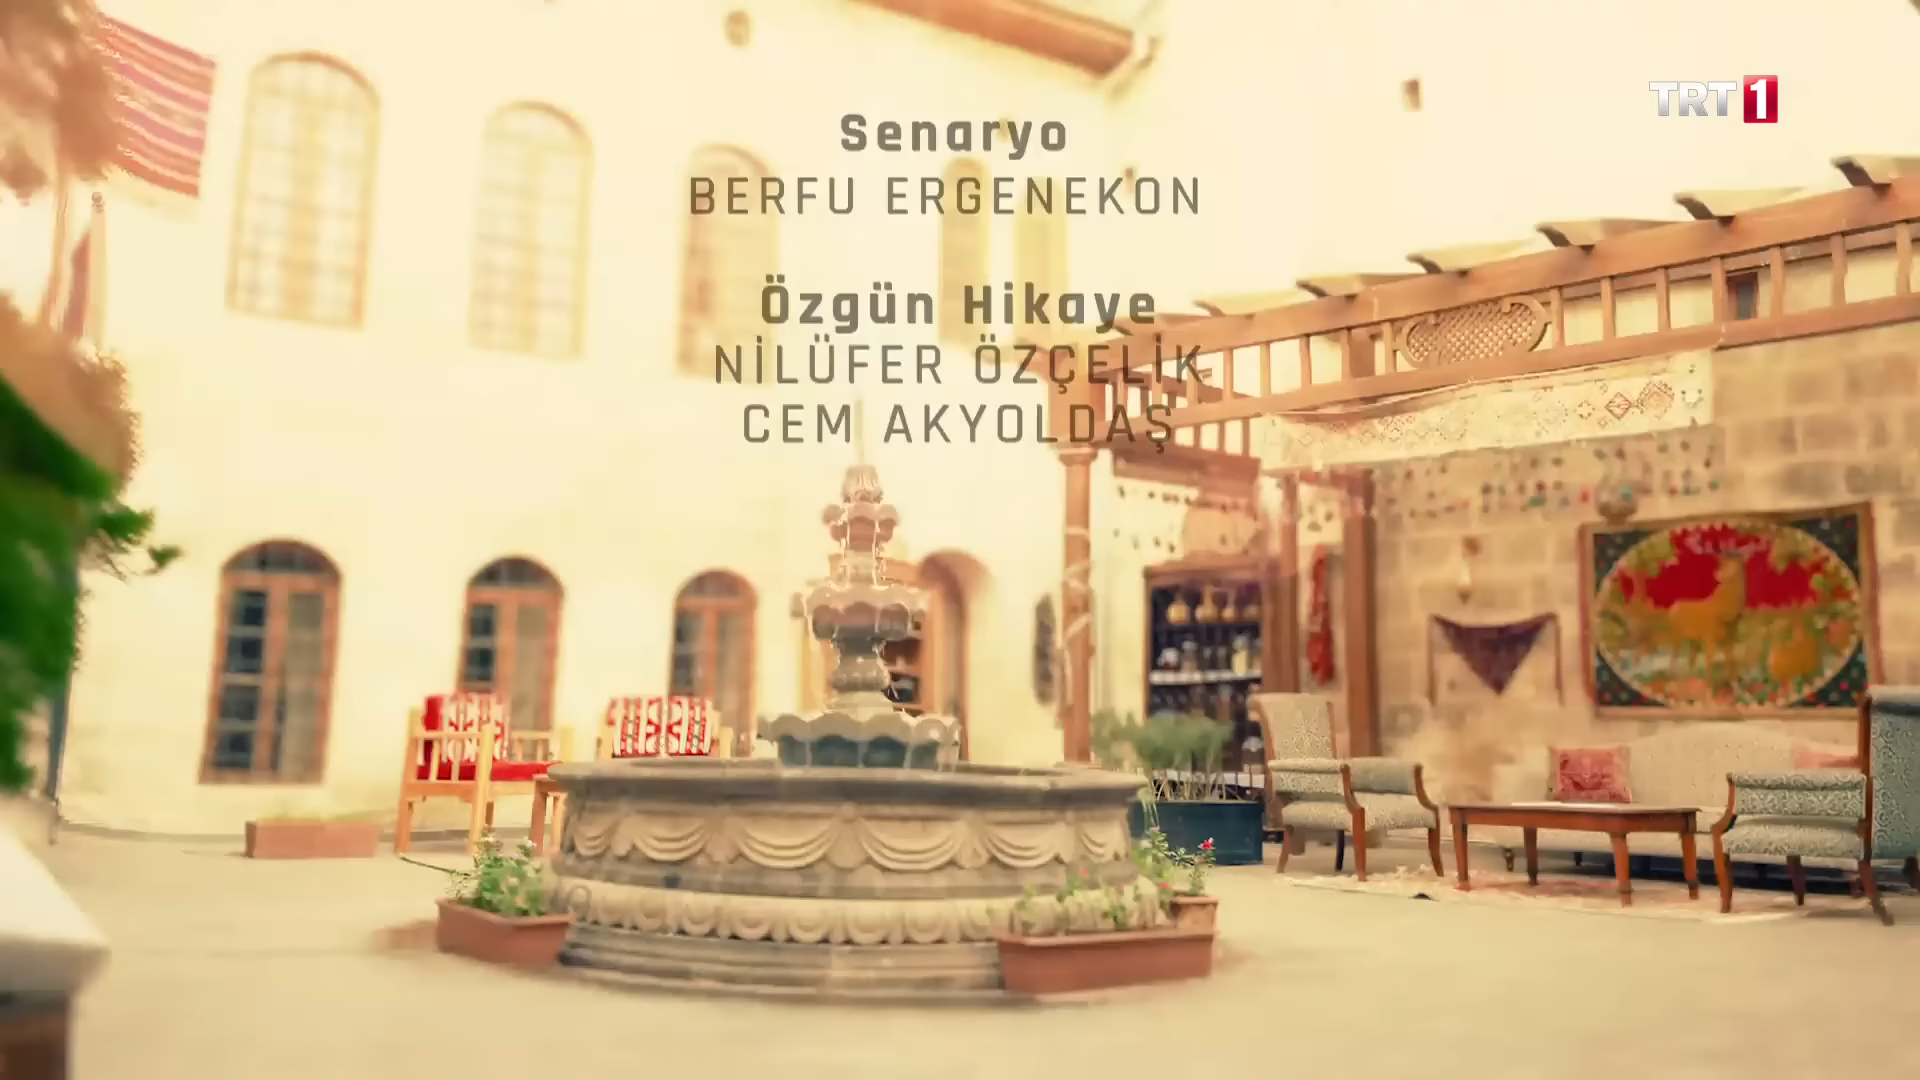 TRT 1
Senaryo
BERFU ERGENEKON
Özgün Hikaye
NİLÜFER ÖZÇELİK
CEM AKYOLDAŞ